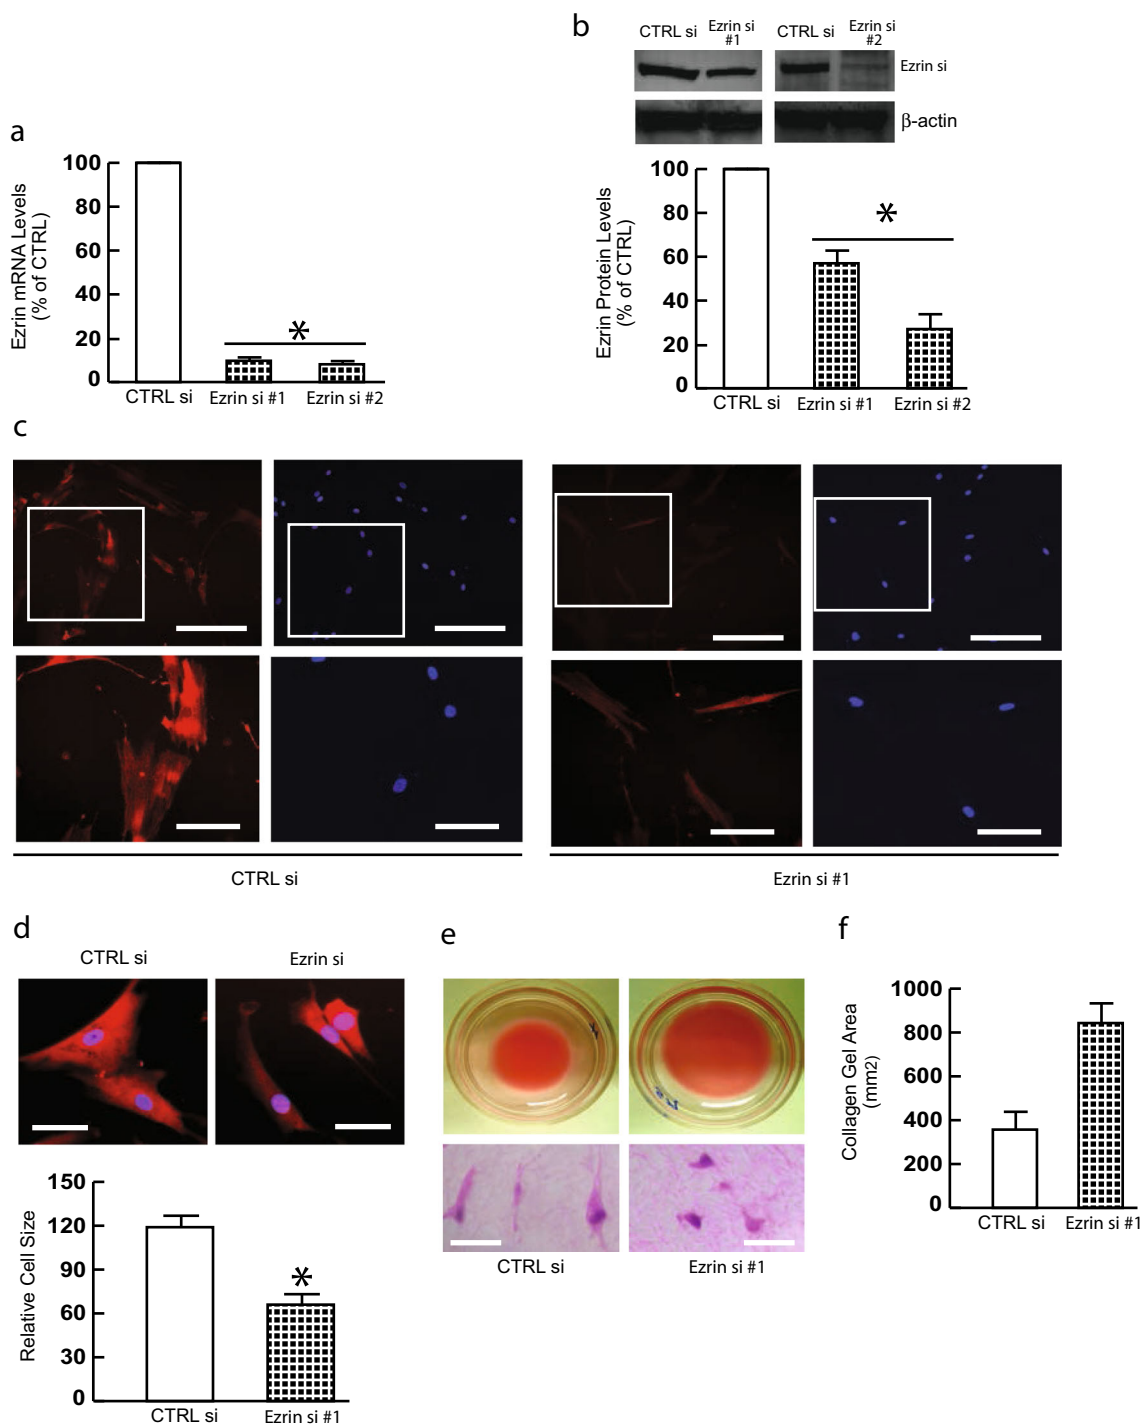 a
Ezrin mRNA Levels
(% of CTRL)
100
80
60
40
20
0
*
CTRL si
Ezrin si #1
Ezrin si #2
b
CTRL si
Ezrin si
#1
CTRL si
Ezrin si
#2
Ezrin si
β-actin
Ezrin Protein Levels
(% of CTRL)
100
80
60
40
20
0
*
CTRL si
Ezrin si #1
Ezrin si #2
c
CTRL si
Ezrin si #1
d
CTRL si
Ezrin si
Relative Cell Size
150
120
90
60
30
0
*
CTRL si
Ezrin si #1
e
CTRL si
Ezrin si #1
f
Collagen Gel Area
(mm2)
1000
800
600
400
200
0
CTRL si
Ezrin si #1